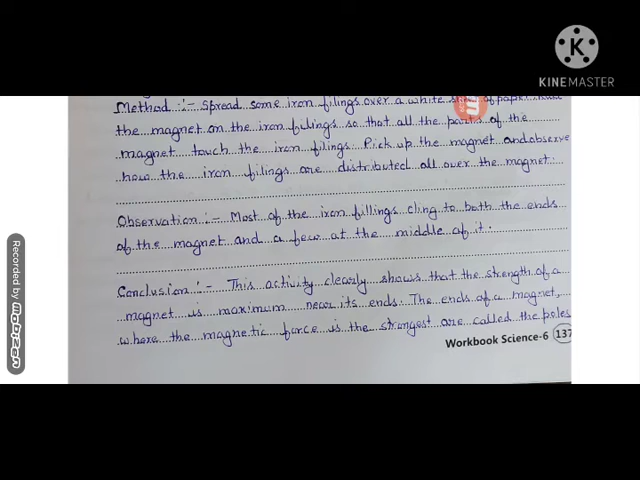 KINEMASTER
Method :- Spread some iron filings over a white of paper
the magnet on the iron filings so that all the parts of the
magnet touch the iron filings. Pick up the magnet and observe
how the iron filings are distributed all over the magnet.
Observation :- Most of the iron fillings cling to both the ends
of the magnet and a few at the middle of it.
Conclusion :- This activity clearly shows that the strength of a
magnet is maximum near its ends. The ends of a magnet,
where the magnetic force is the strongest are called the poles
Workbook Science-6 137
Recorded by mobizen